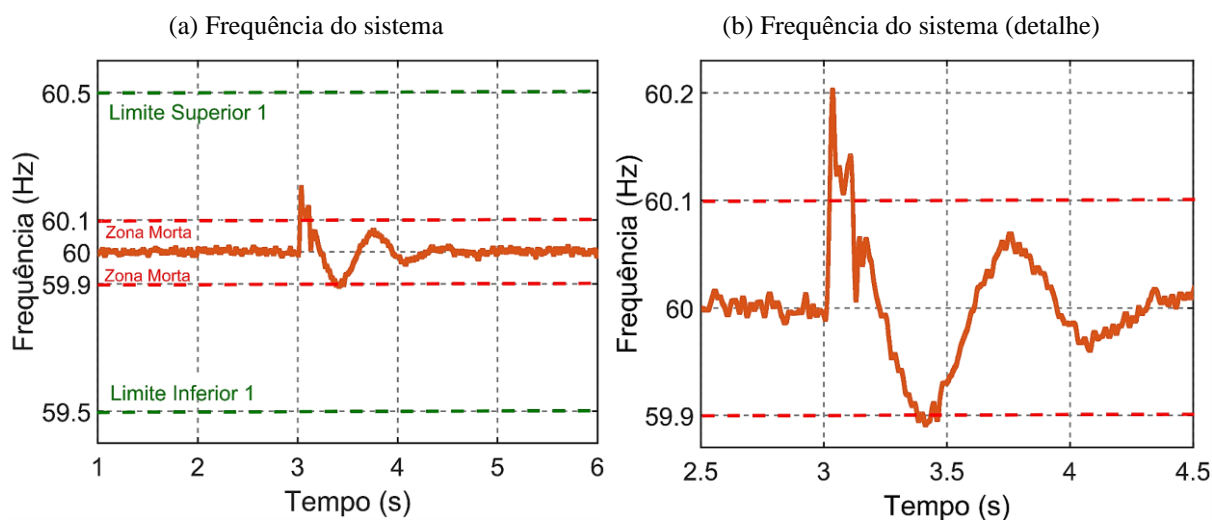 (a) Frequência do sistema
Frequência (Hz)
60.5
60.1
60
59.9
59.5
Limite Superior 1
Zona Morta
Zona Morta
Limite Inferior 1
1 2 3 4 5 6
Tempo (s)
(b) Frequência do sistema (detalhe)
Frequência (Hz)
60.2
60.1
60
59.9
2.5 3 3.5 4 4.5
Tempo (s)